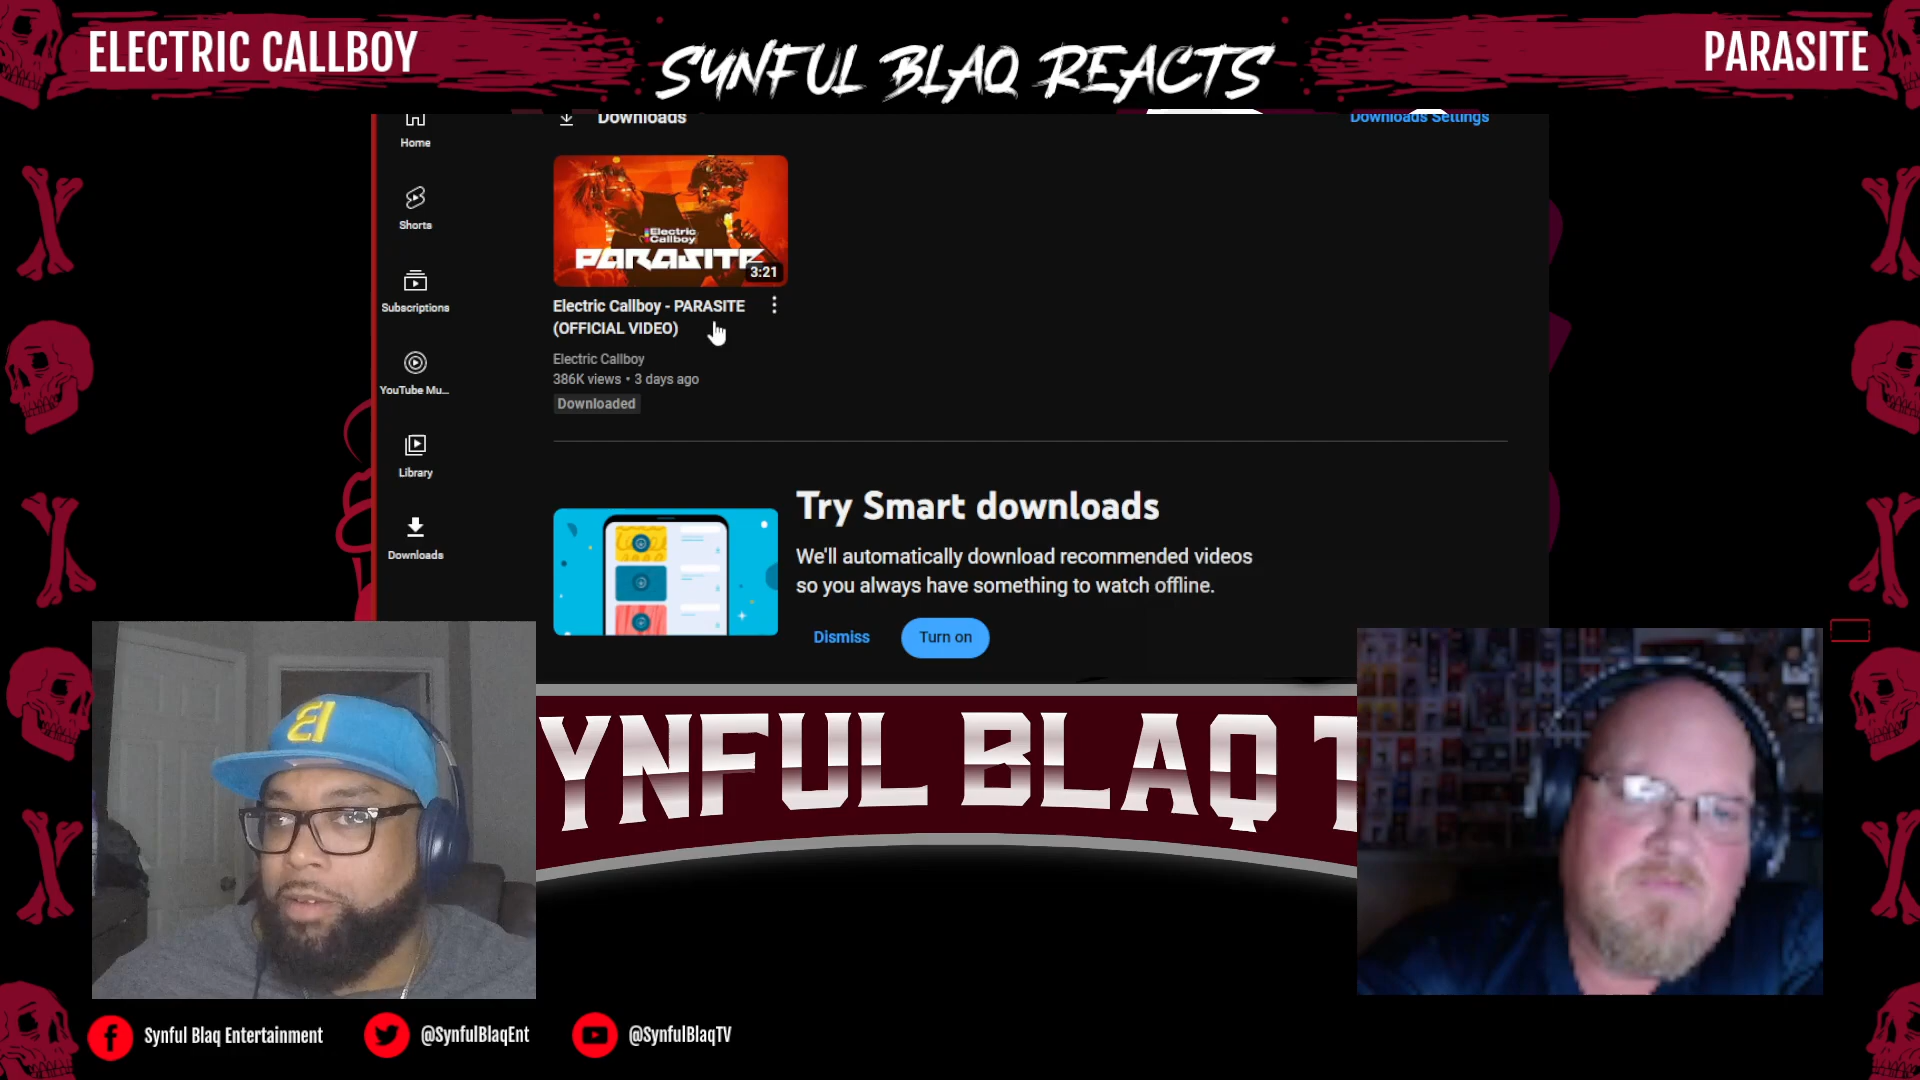 ELECTRIC CALLBOY
SYNFUL BLAQ REACTS
PARASITE
Downloads
Downloads Settings
Home
Shorts
Subscriptions
YouTube Mu...
Library
Downloads
Electric
Callboy
PARASITE
3:21
Electric Callboy - PARASITE
(OFFICIAL VIDEO)
Electric Callboy
386K views • 3 days ago
Downloaded
Try Smart downloads
We'll automatically download recommended videos
so you always have something to watch offline.
Dismiss
Turn on
YNFUL BLAQ T
Synful Blaq Entertainment
@SynfulBlaqEnt
@SynfulBlaqTV